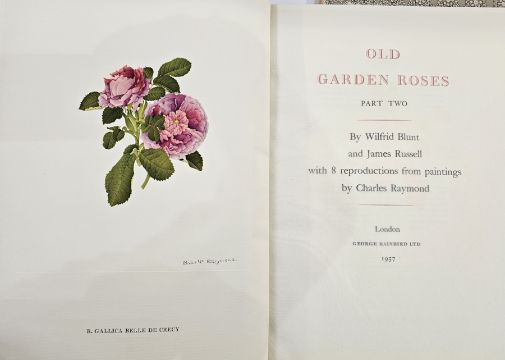 R. GALLICA BELLE DE CRECY
OLD
GARDEN ROSES
PART TWO
By Wilfrid Blunt
and James Russell
with 8 reproductions from paintings
by Charles Raymond
London
GEORGE RAINBIRD LTD
1957